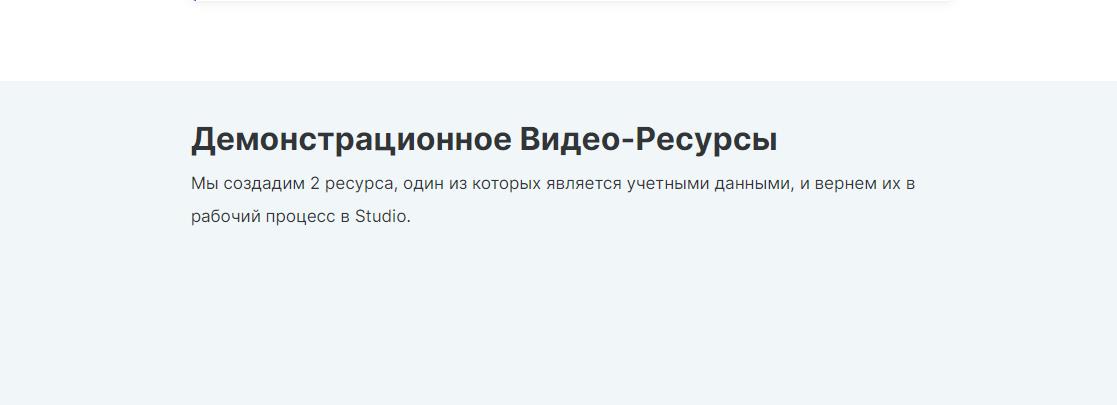 Демонстрационное Видео-Ресурсы
Мы создадим 2 ресурса, один из которых является учетными данными, и вернем их в
рабочий процесс в Studio.